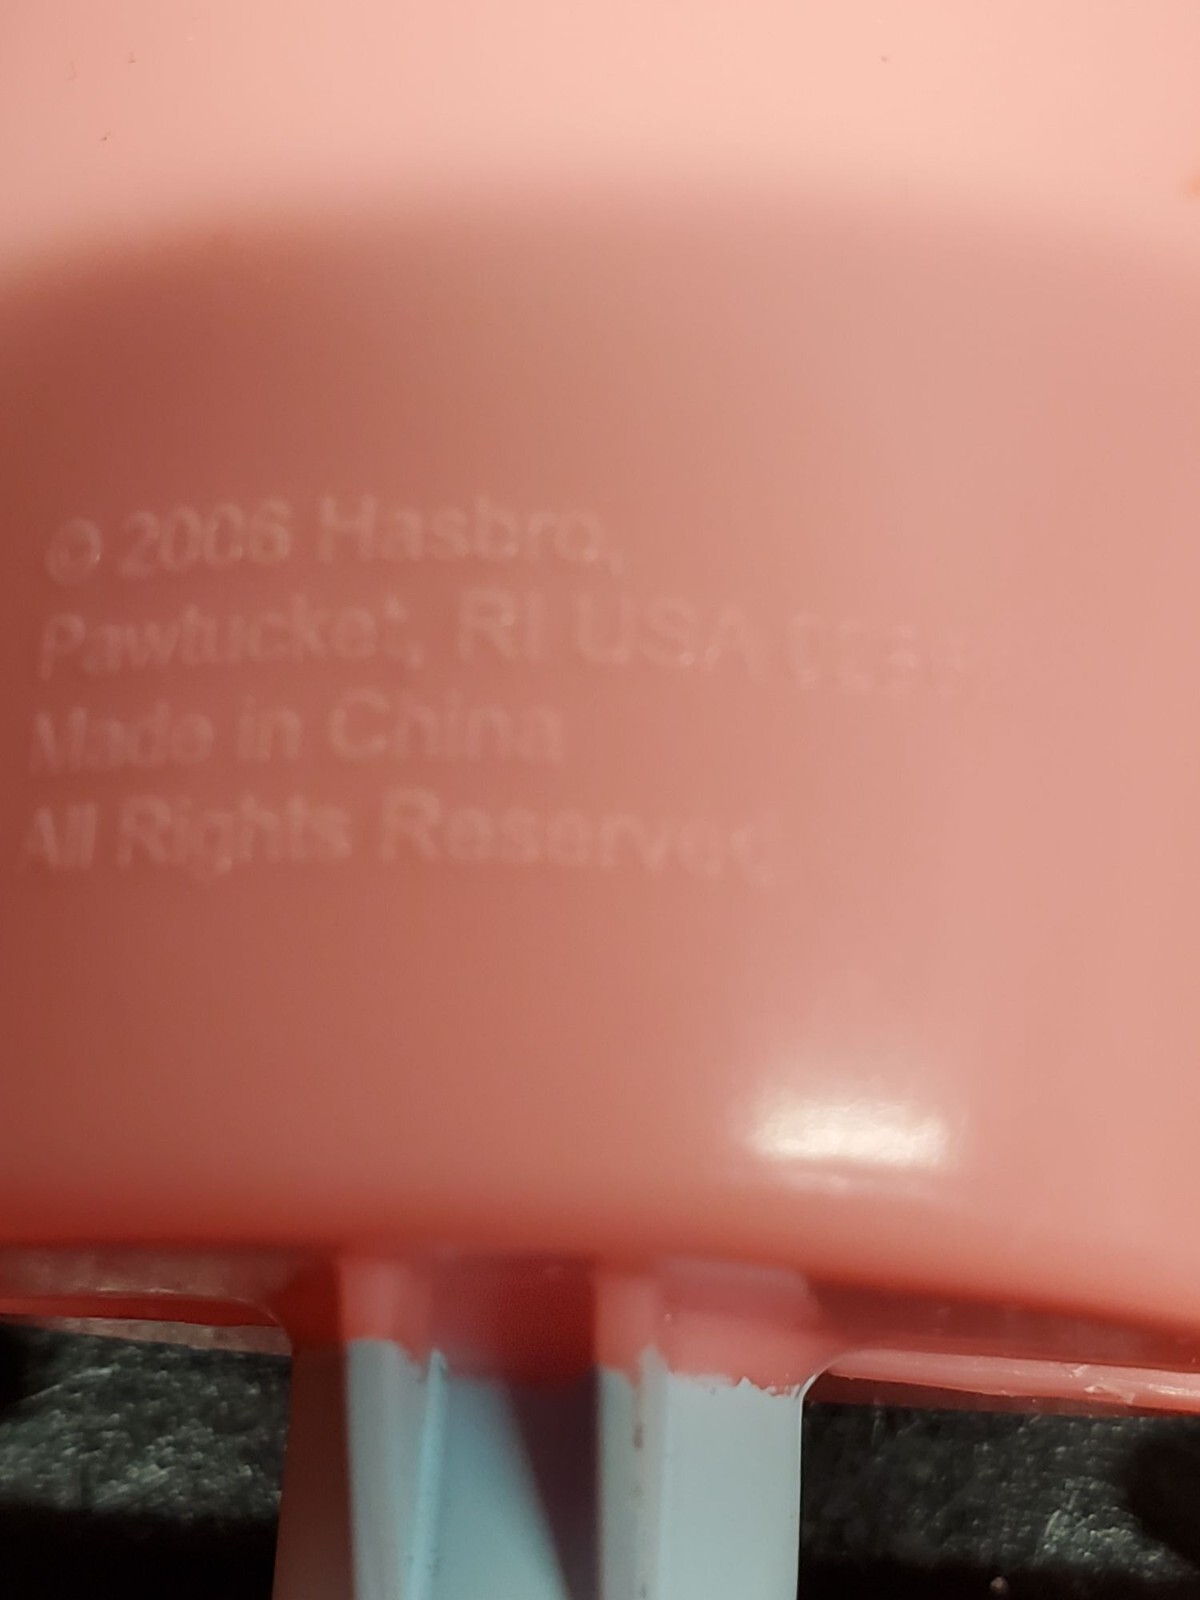 © 2006 Hasbro,
Pawtucket, RI USA
Made in China
All Rights Reserved